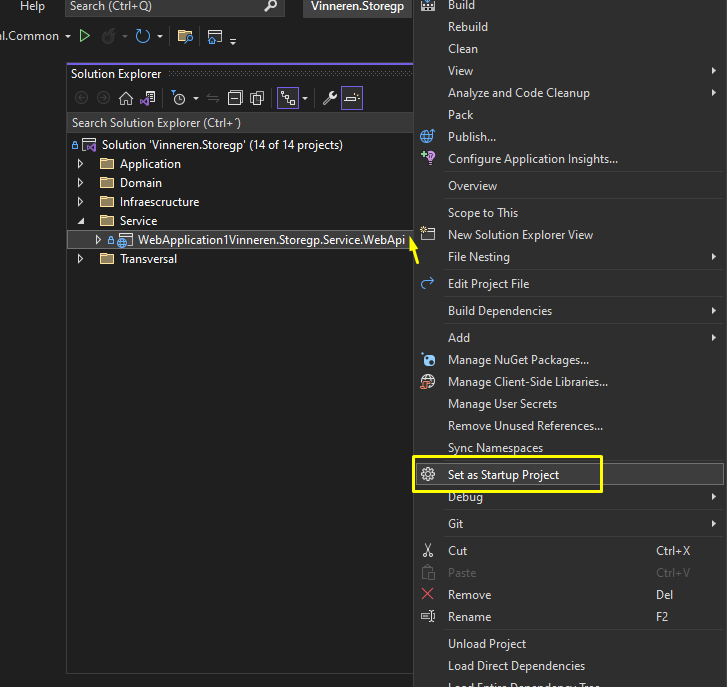 Help
Search (Ctrl+Q)
Vinneren.Storegp
al.Common
Solution Explorer
Search Solution Explorer (Ctrl+´)
Solution 'Vinneren.Storegp' (14 of 14 projects)
Application
Domain
Infraescructure
Service
WebApplication1Vinneren.Storegp.Service.WebApi
Transversal
Build
Rebuild
Clean
View
Analyze and Code Cleanup
Pack
Publish...
Configure Application Insights...
Overview
Scope to This
New Solution Explorer View
File Nesting
Edit Project File
Build Dependencies
Add
Manage NuGet Packages...
Manage Client-Side Libraries...
Manage User Secrets
Remove Unused References...
Sync Namespaces
Set as Startup Project
Debug
Git
Cut Ctrl+X
Paste Ctrl+V
Remove Del
Rename F2
Unload Project
Load Direct Dependencies
Load Entire Dependency Tree